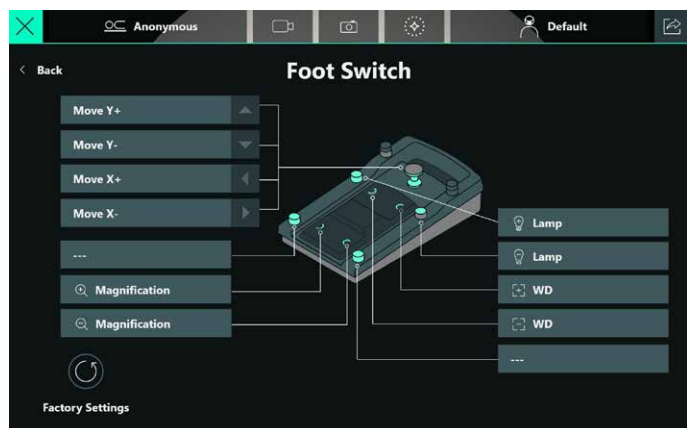 Anonymous
Default
Back
Foot Switch
Move Y+
Move Y-
Move X+
Move X-
---
Magnification
Magnification
Lamp
Lamp
WD
WD
---
Factory Settings